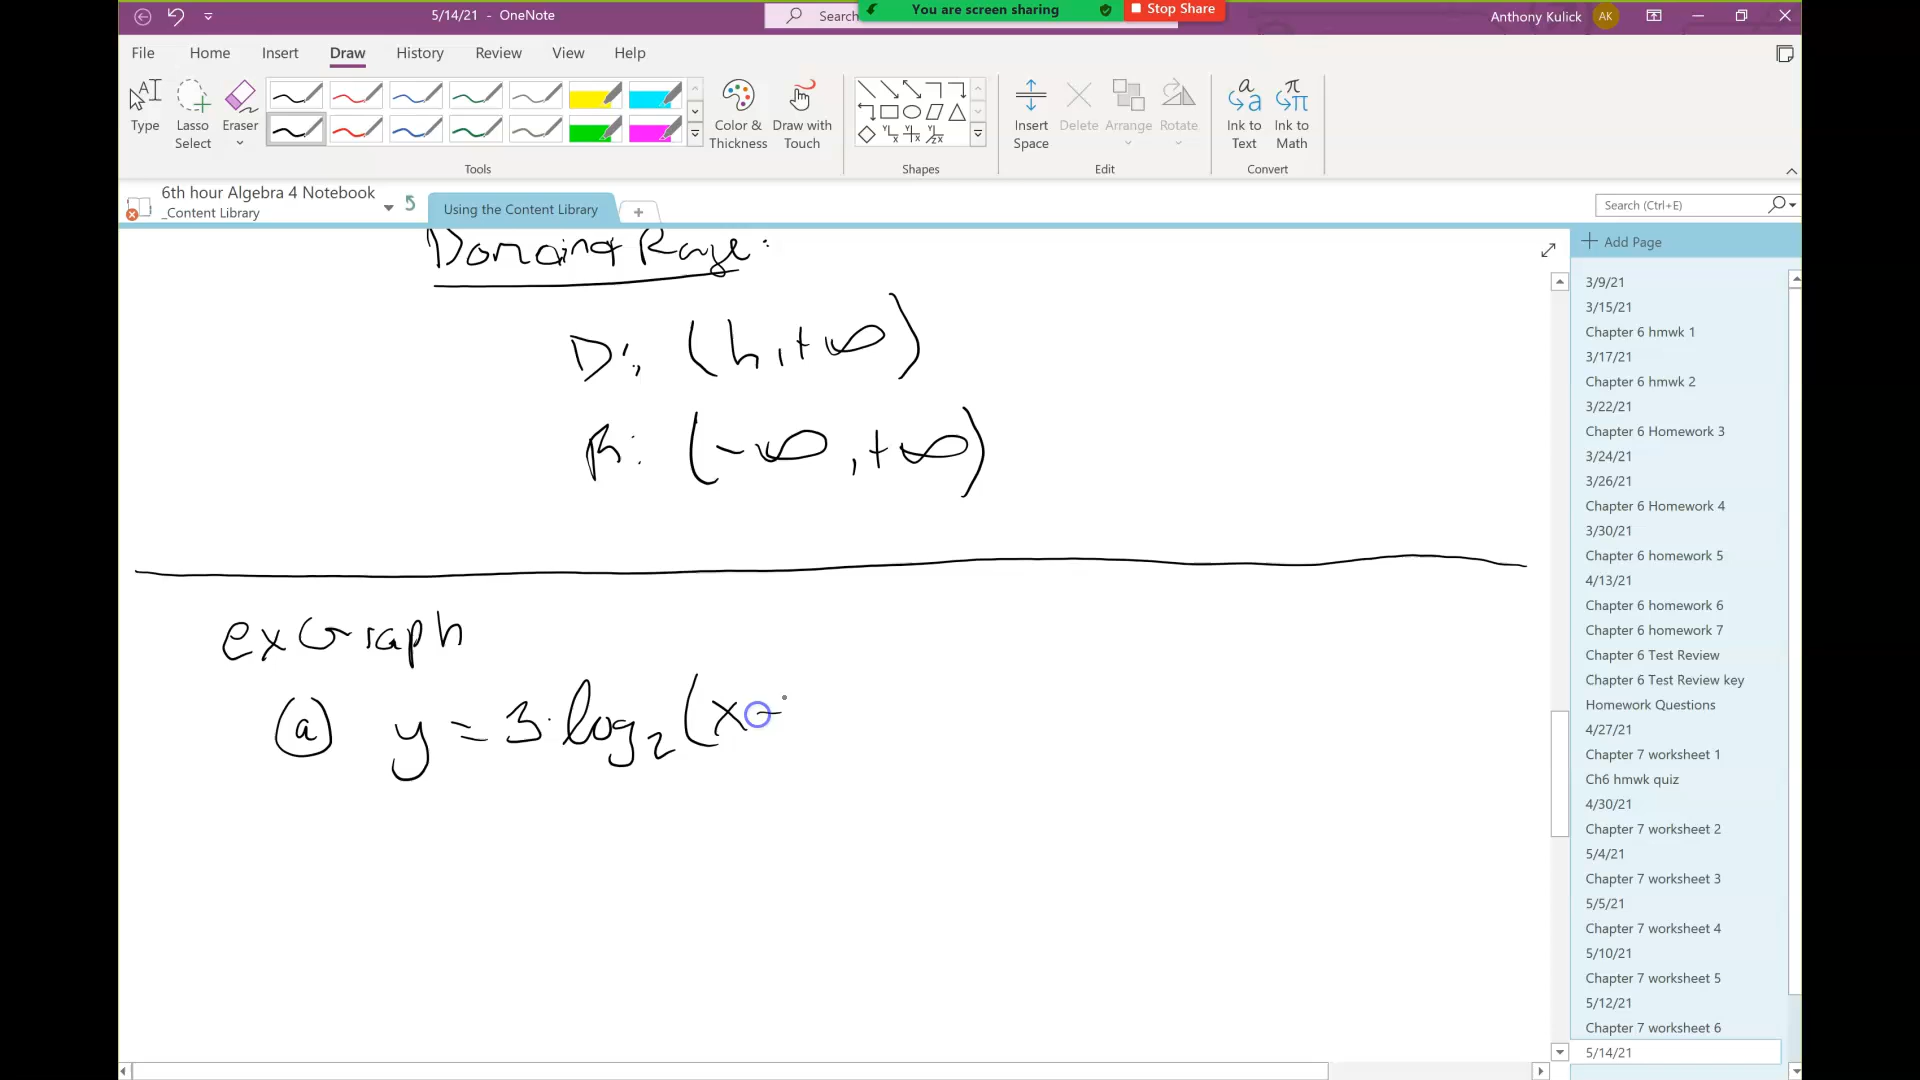 5/14/21 - OneNote
Search
You are screen sharing
Stop Share
Anthony Kulick
AK
File
Home
Insert
Draw
History
Review
View
Help
Type
Lasso
Select
Eraser
Color &
Thickness
Draw with
Touch
Insert
Space
Delete
Arrange
Rotate
Ink to
Text
Ink to
Math
Tools
Shapes
Edit
Convert
6th hour Algebra 4 Notebook
_Content Library
Using the Content Library
Search (Ctrl+E)
Add Page
3/9/21
3/15/21
Chapter 6 hmwk 1
3/17/21
Chapter 6 hmwk 2
3/22/21
Chapter 6 Homework 3
3/24/21
3/26/21
Chapter 6 Homework 4
3/30/21
Chapter 6 homework 5
4/13/21
Chapter 6 homework 6
Chapter 6 homework 7
Chapter 6 Test Review
Chapter 6 Test Review key
Homework Questions
4/27/21
Chapter 7 worksheet 1
Ch6 hmwk quiz
4/30/21
Chapter 7 worksheet 2
5/4/21
Chapter 7 worksheet 3
5/5/21
Chapter 7 worksheet 4
5/10/21
Chapter 7 worksheet 5
5/12/21
Chapter 7 worksheet 6
5/14/21
Domain + Range:
D: (h, +∞)
R: (-∞, +∞)
ex Graph
(a) y = 3·log₂(x-